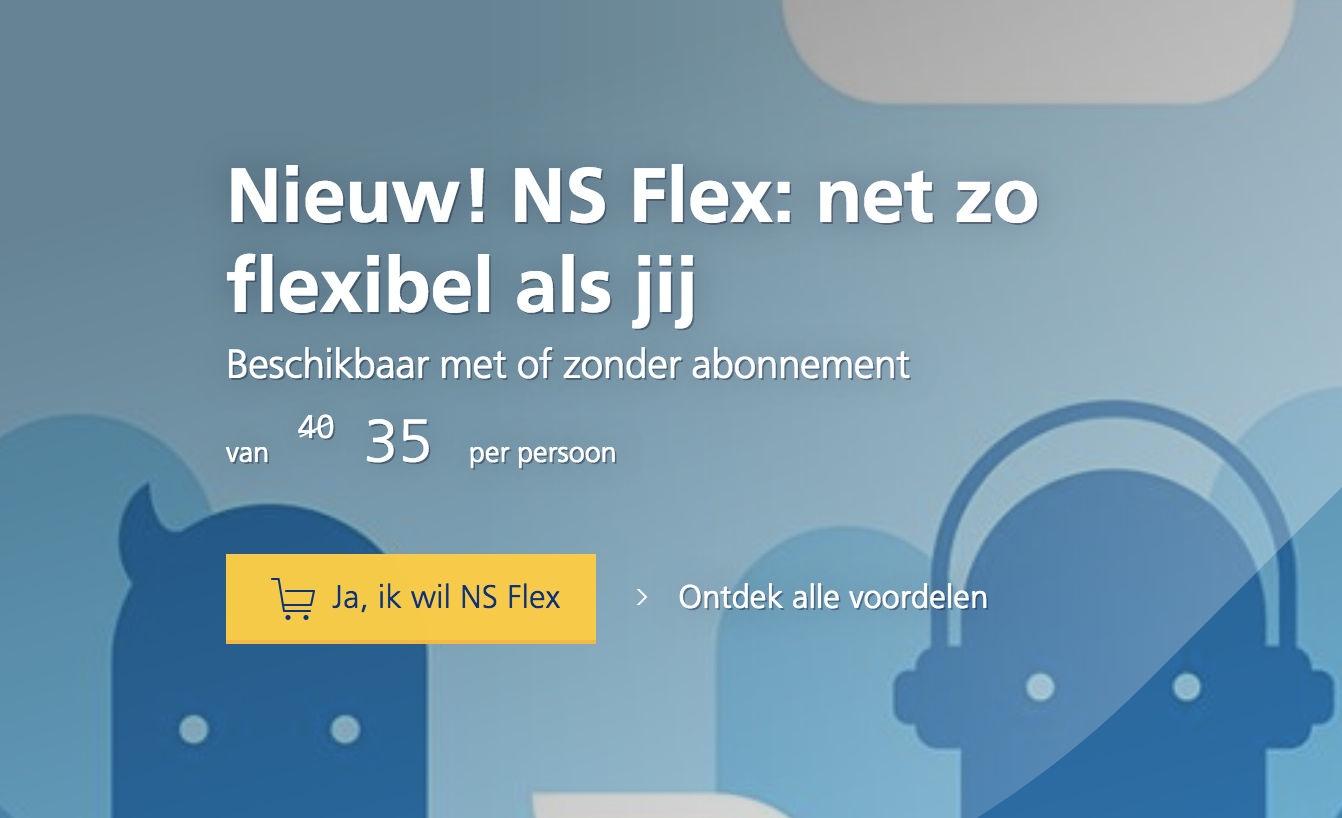 Nieuw! NS Flex: net zo
flexibel als jij
Beschikbaar met of zonder abonnement
van 40 35 per persoon
Ja, ik wil NS Flex
Ontdek alle voordelen